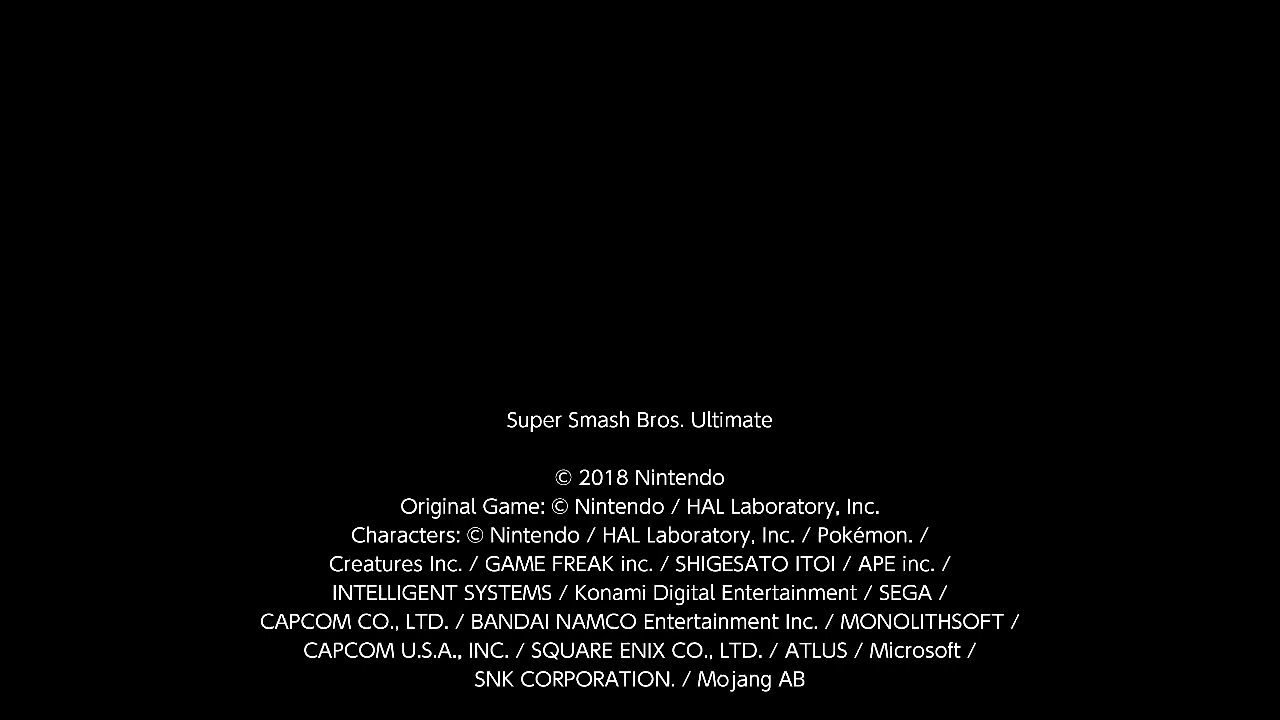 Super Smash Bros. Ultimate
© 2018 Nintendo
Original Game: © Nintendo / HAL Laboratory, Inc.
Characters: © Nintendo / HAL Laboratory, Inc. / Pokémon. /
Creatures Inc. / GAME FREAK inc. / SHIGESATO ITOI / APE inc. /
INTELLIGENT SYSTEMS / Konami Digital Entertainment / SEGA /
CAPCOM CO., LTD. / BANDAI NAMCO Entertainment Inc. / MONOLITHSOFT /
CAPCOM U.S.A., INC. / SQUARE ENIX CO., LTD. / ATLUS / Microsoft /
SNK CORPORATION. / Mojang AB